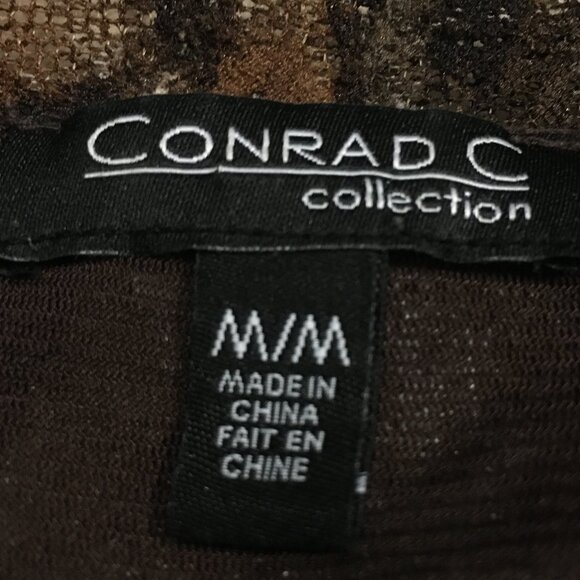 CONRAD C
collection
M/M
MADE IN
CHINA
FAIT EN
CHINE